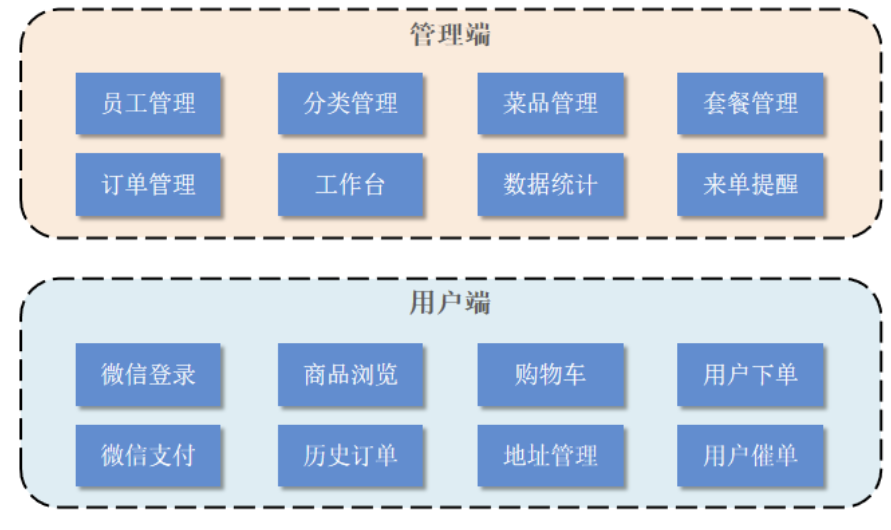 管理端
员工管理 分类管理 菜品管理 套餐管理
订单管理 工作台 数据统计 来单提醒
用户端
微信登录 商品浏览 购物车 用户下单
微信支付 历史订单 地址管理 用户催单